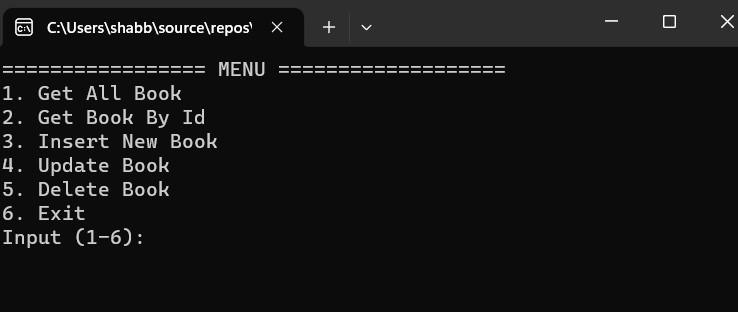 C:\Users\shabb\source\repos\
================= MENU ===================
1. Get All Book
2. Get Book By Id
3. Insert New Book
4. Update Book
5. Delete Book
6. Exit
Input (1-6):